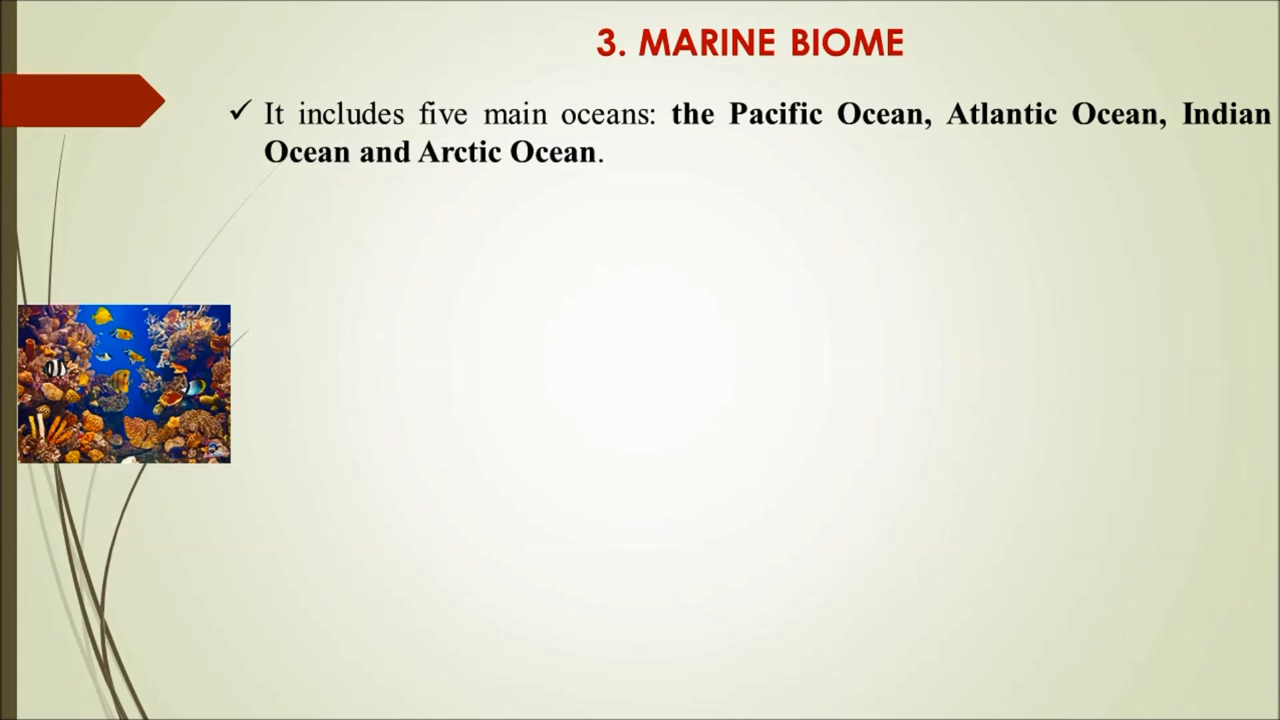 3. MARINE BIOME
✓ It includes five main oceans: the Pacific Ocean, Atlantic Ocean, Indian
Ocean and Arctic Ocean.